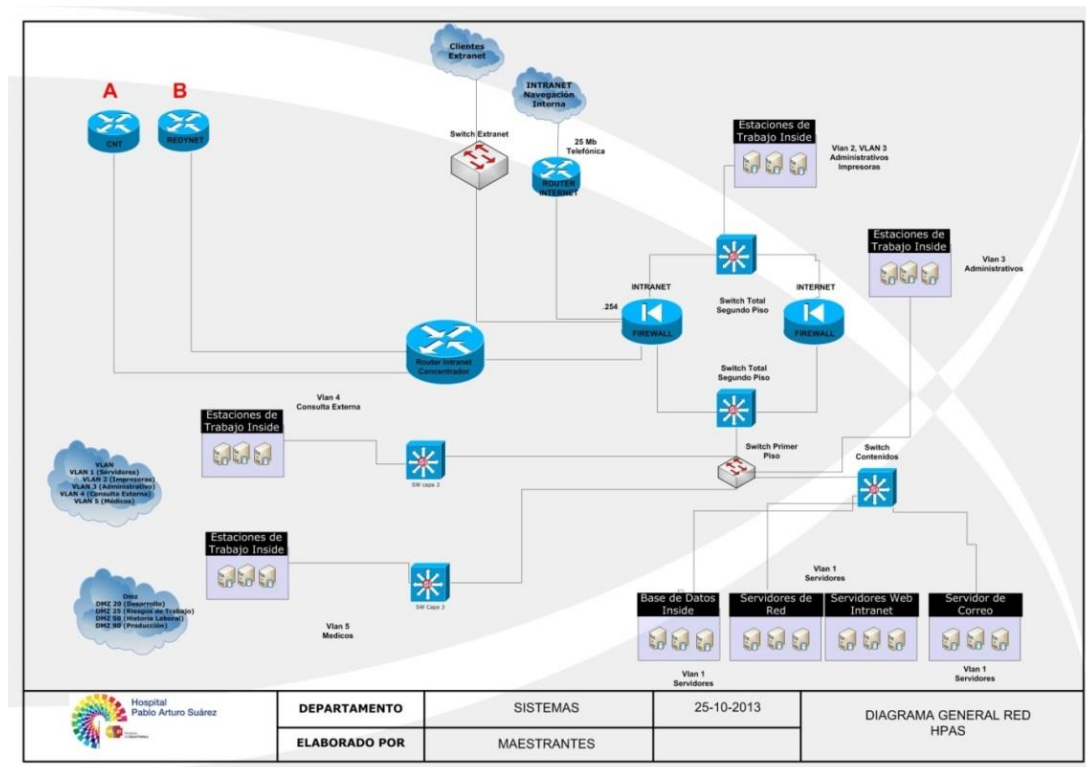 Clientes
Extranet
A
B
INTRANET
Navegación
Interna
CNT
REDYNET
Switch Extranet
25 Mb
Telefónica
ROUTER
INTERNET
Estaciones de
Trabajo Inside
Vlan 2, VLAN 3
Administrativos
Impresoras
Estaciones de
Trabajo Inside
Vlan 3
Administrativos
INTRANET
INTERNET
.254
Switch Total
Segundo Piso
FIREWALL
FIREWALL
Router Intranet
Concentrador
Switch Total
Segundo Piso
Vlan 4
Consulta Externa
Estaciones de
Trabajo Inside
SW capa 3
Switch Primer
Piso
Switch
Contenidos
VLAN
VLAN 1 (Servidores)
VLAN 2 (Impresoras)
VLAN 3 (Administrativo)
VLAN 4 (Consulta Externa)
VLAN 5 (Médicos)
Estaciones de
Trabajo Inside
SW Capa 3
Vlan 1
Servidores
Dmz
DMZ 20 (Desarrollo)
DMZ 25 (Riesgos de Trabajo)
DMZ 50 (Historia Laboral)
DMZ 90 (Producción)
Vlan 5
Medicos
Base de Datos
Inside
Servidores de
Red
Servidores Web
Intranet
Servidor de
Correo
Vlan 1
Servidores
Vlan 1
Servidores
Hospital
Pablo Arturo Suárez
DEPARTAMENTO
SISTEMAS
25-10-2013
DIAGRAMA GENERAL RED
HPAS
ELABORADO POR
MAESTRANTES